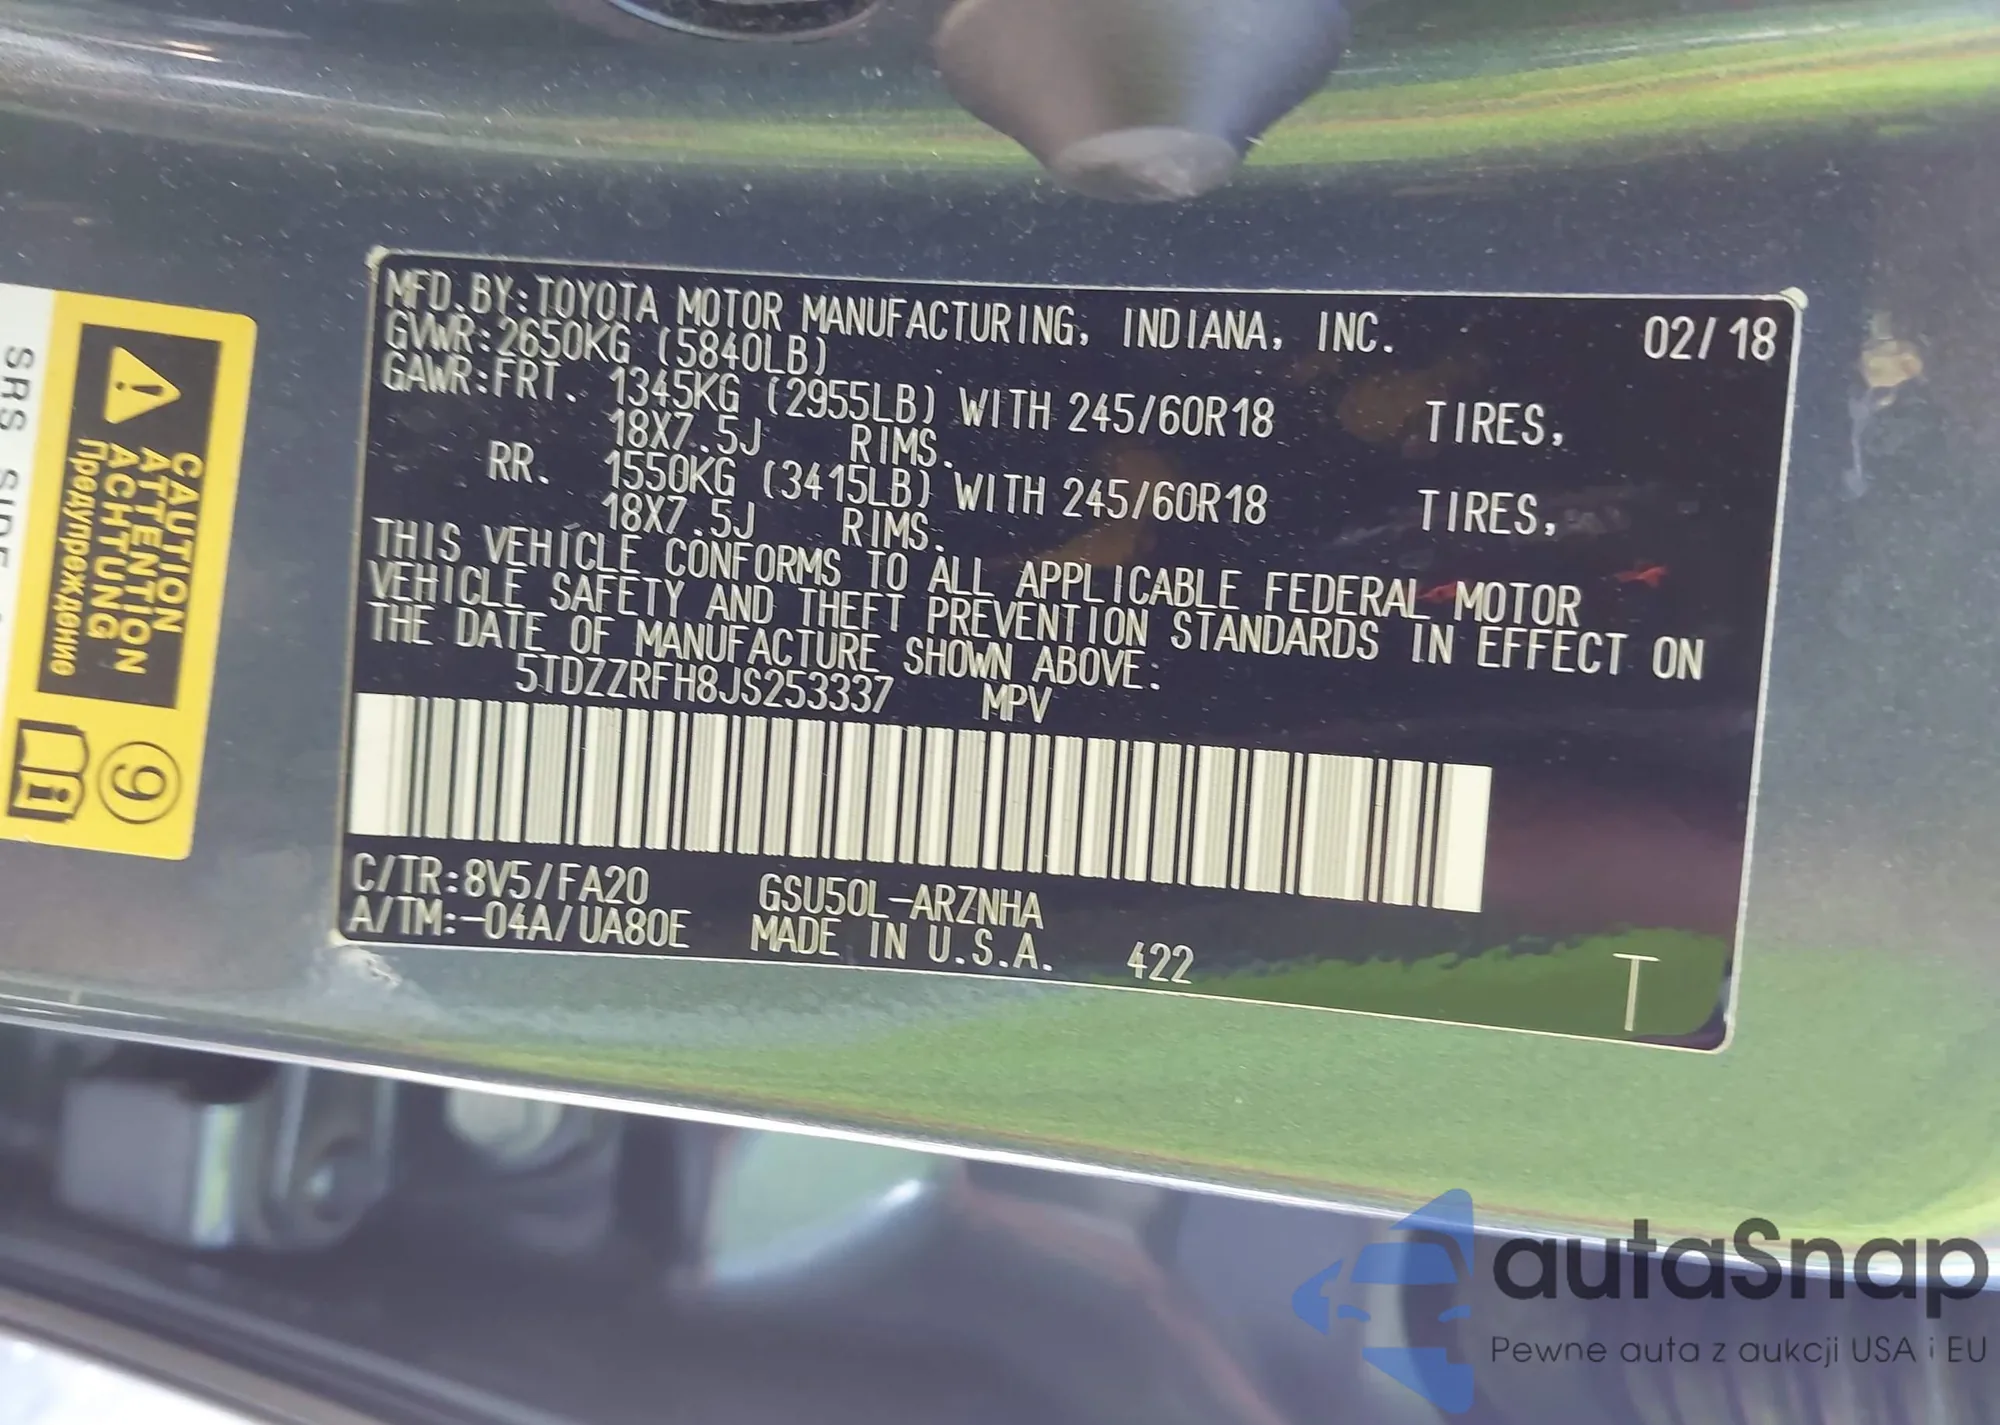 MFD.BY:TOYOTA MOTOR MANUFACTURING, INDIANA, INC. 02/18
GVWR:2650KG (5840LB)
GAWR:FRT. 1345KG (2955LB) WITH 245/60R18 TIRES,
18X7.5J RIMS.
RR. 1550KG (3415LB) WITH 245/60R18 TIRES,
18X7.5J RIMS.
THIS VEHICLE CONFORMS TO ALL APPLICABLE FEDERAL MOTOR
VEHICLE SAFETY AND THEFT PREVENTION STANDARDS IN EFFECT ON
THE DATE OF MANUFACTURE SHOWN ABOVE.
5TDZZRFH8JS253337 MPV
C/TR:8V5/FA20 GSU50L-ARZNHA
A/TM:-04A/UA80E MADE IN U.S.A. 422
T
CAUTION
ATTENTION
ACHTUNG
Предупреждение
9
SRS SIDE
autaSnap
Pewne auta z aukcji USA i EU